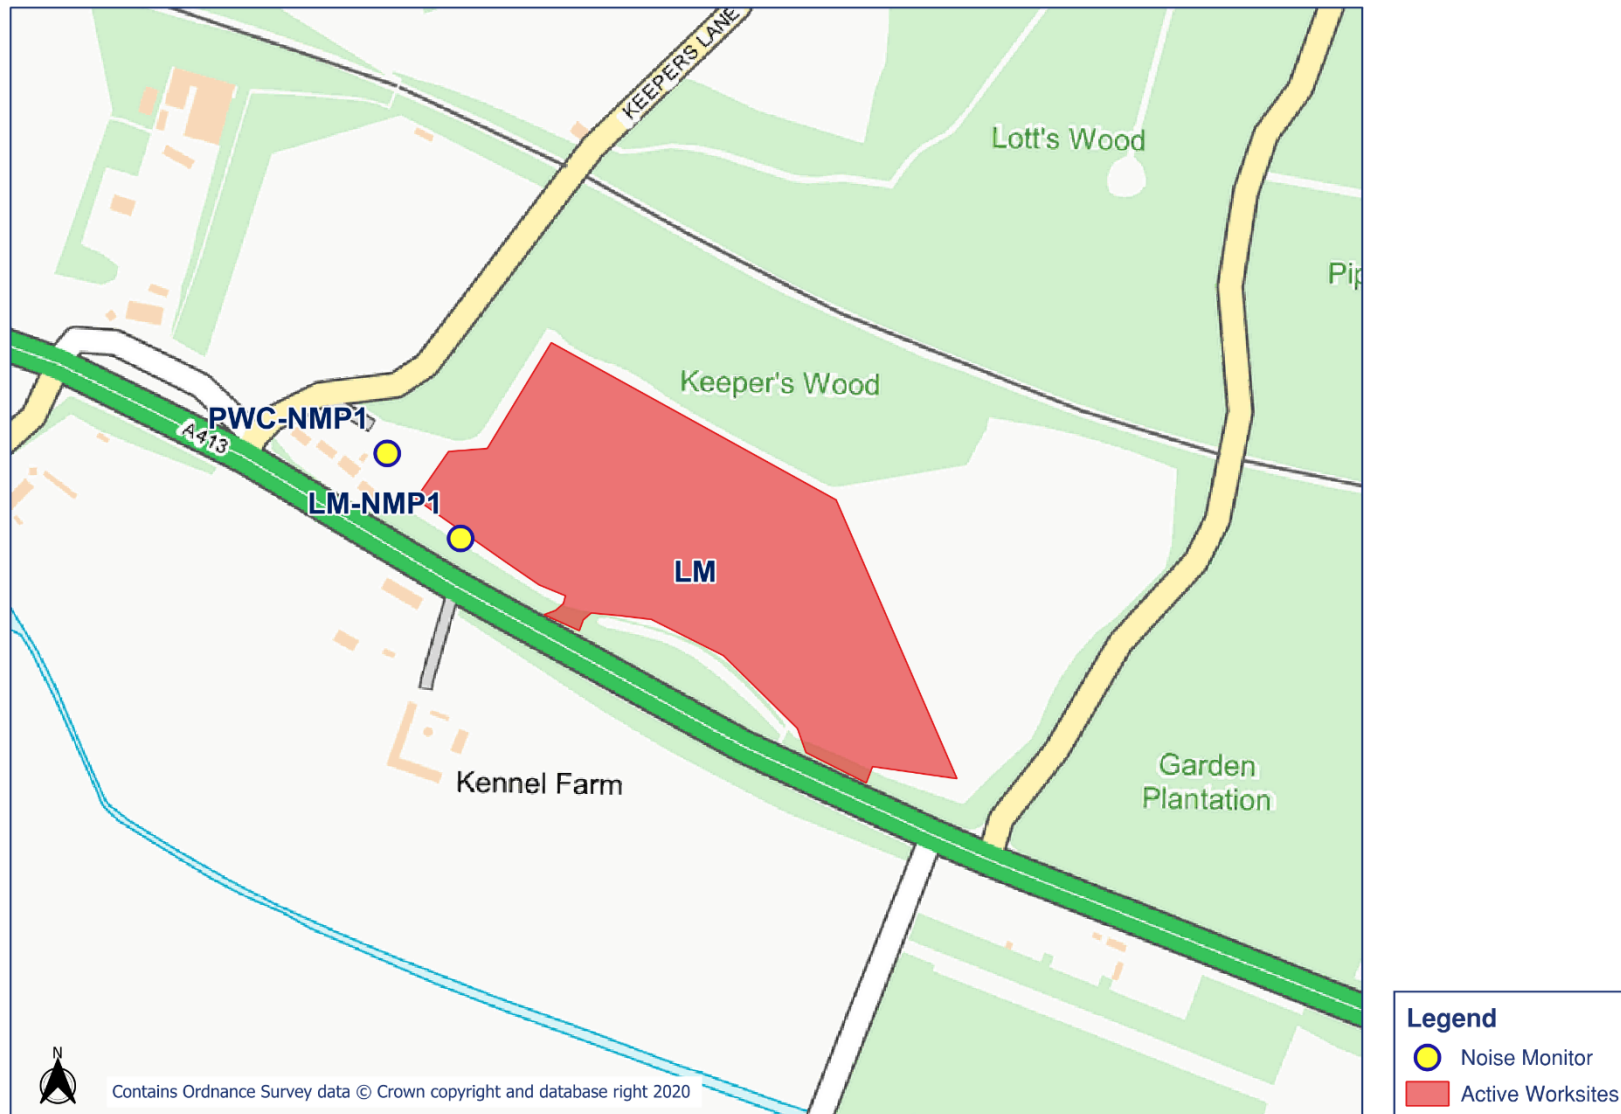 KEEPERS LANE
Lott's Wood
Pip
Keeper's Wood
PWC-NMP1
A413
LM-NMP1
LM
Kennel Farm
Garden
Plantation
N
Contains Ordnance Survey data © Crown copyright and database right 2020
Legend
Noise Monitor
Active Worksites